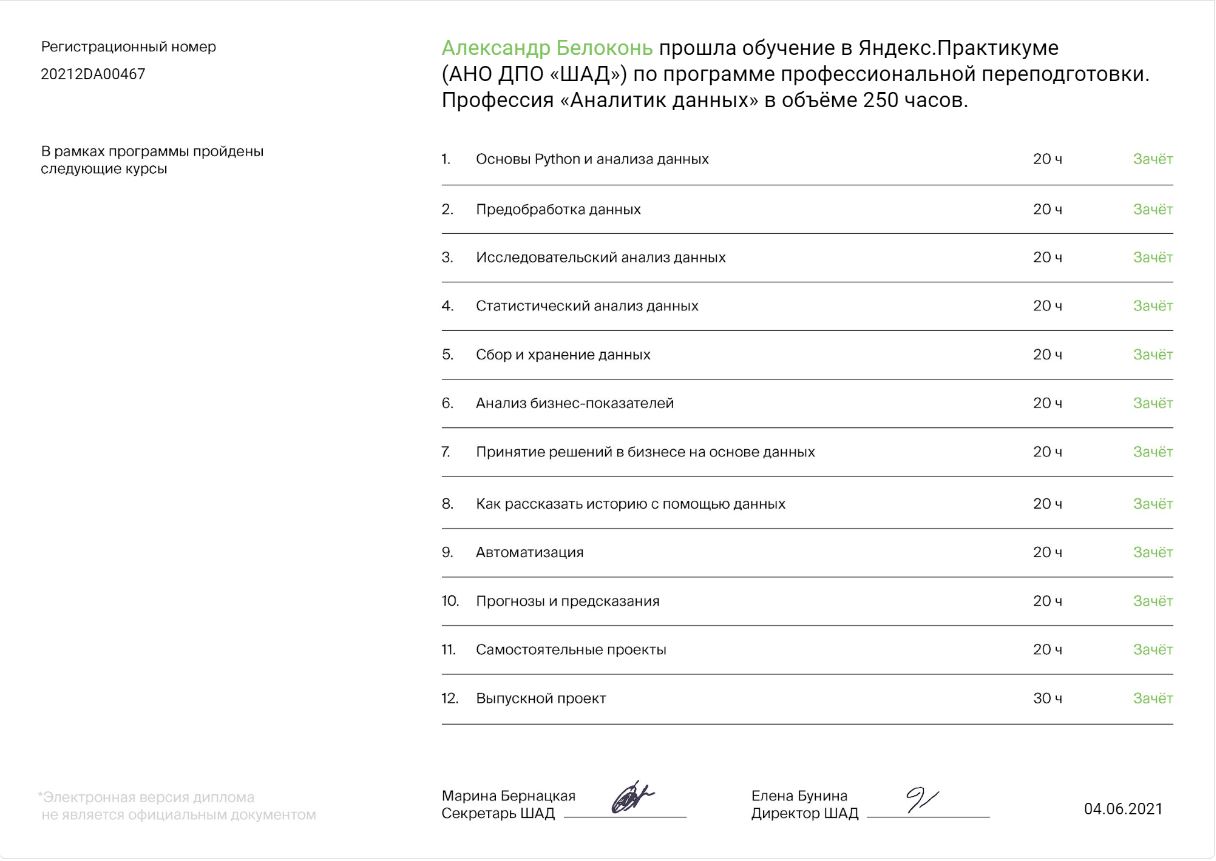 Регистрационный номер
20212DA00467
Александр Белоконь прошла обучение в Яндекс.Практикуме
(АНО ДПО «ШАД») по программе профессиональной переподготовки.
Профессия «Аналитик данных» в объёме 250 часов.
В рамках программы пройдены
следующие курсы
1. Основы Python и анализа данных 20 ч Зачёт
2. Предобработка данных 20 ч Зачёт
3. Исследовательский анализ данных 20 ч Зачёт
4. Статистический анализ данных 20 ч Зачёт
5. Сбор и хранение данных 20 ч Зачёт
6. Анализ бизнес-показателей 20 ч Зачёт
7. Принятие решений в бизнесе на основе данных 20 ч Зачёт
8. Как рассказать историю с помощью данных 20 ч Зачёт
9. Автоматизация 20 ч Зачёт
10. Прогнозы и предсказания 20 ч Зачёт
11. Самостоятельные проекты 20 ч Зачёт
12. Выпускной проект 30 ч Зачёт
*Электронная версия диплома
не является официальным документом
Марина Бернацкая
Секретарь ШАД
Елена Бунина
Директор ШАД
04.06.2021